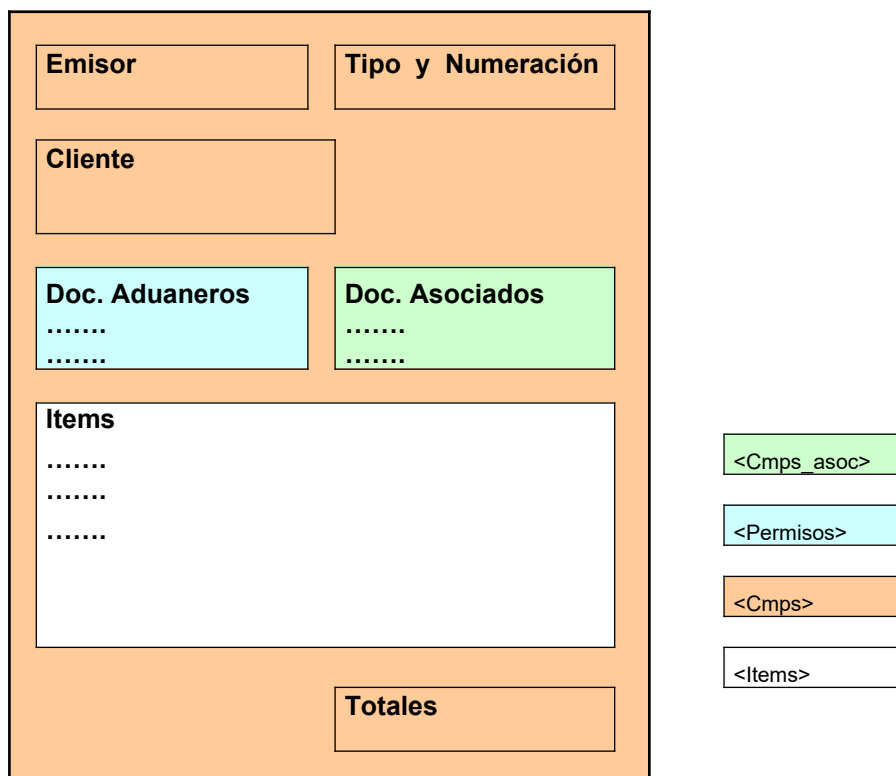 Emisor
Tipo y Numeración
Cliente
Doc. Aduaneros
…….
…….
Doc. Asociados
…….
…….
Items
…….
…….
…….
Totales
<Cmps_asoc>
<Permisos>
<Cmps>
<Items>